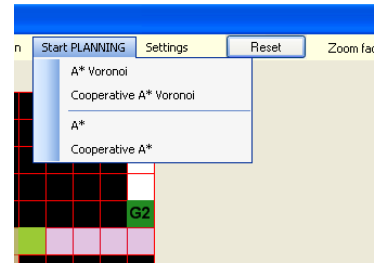 n Start PLANNING Settings Reset Zoom fac
A* Voronoi
Cooperative A* Voronoi
A*
Cooperative A*
G2